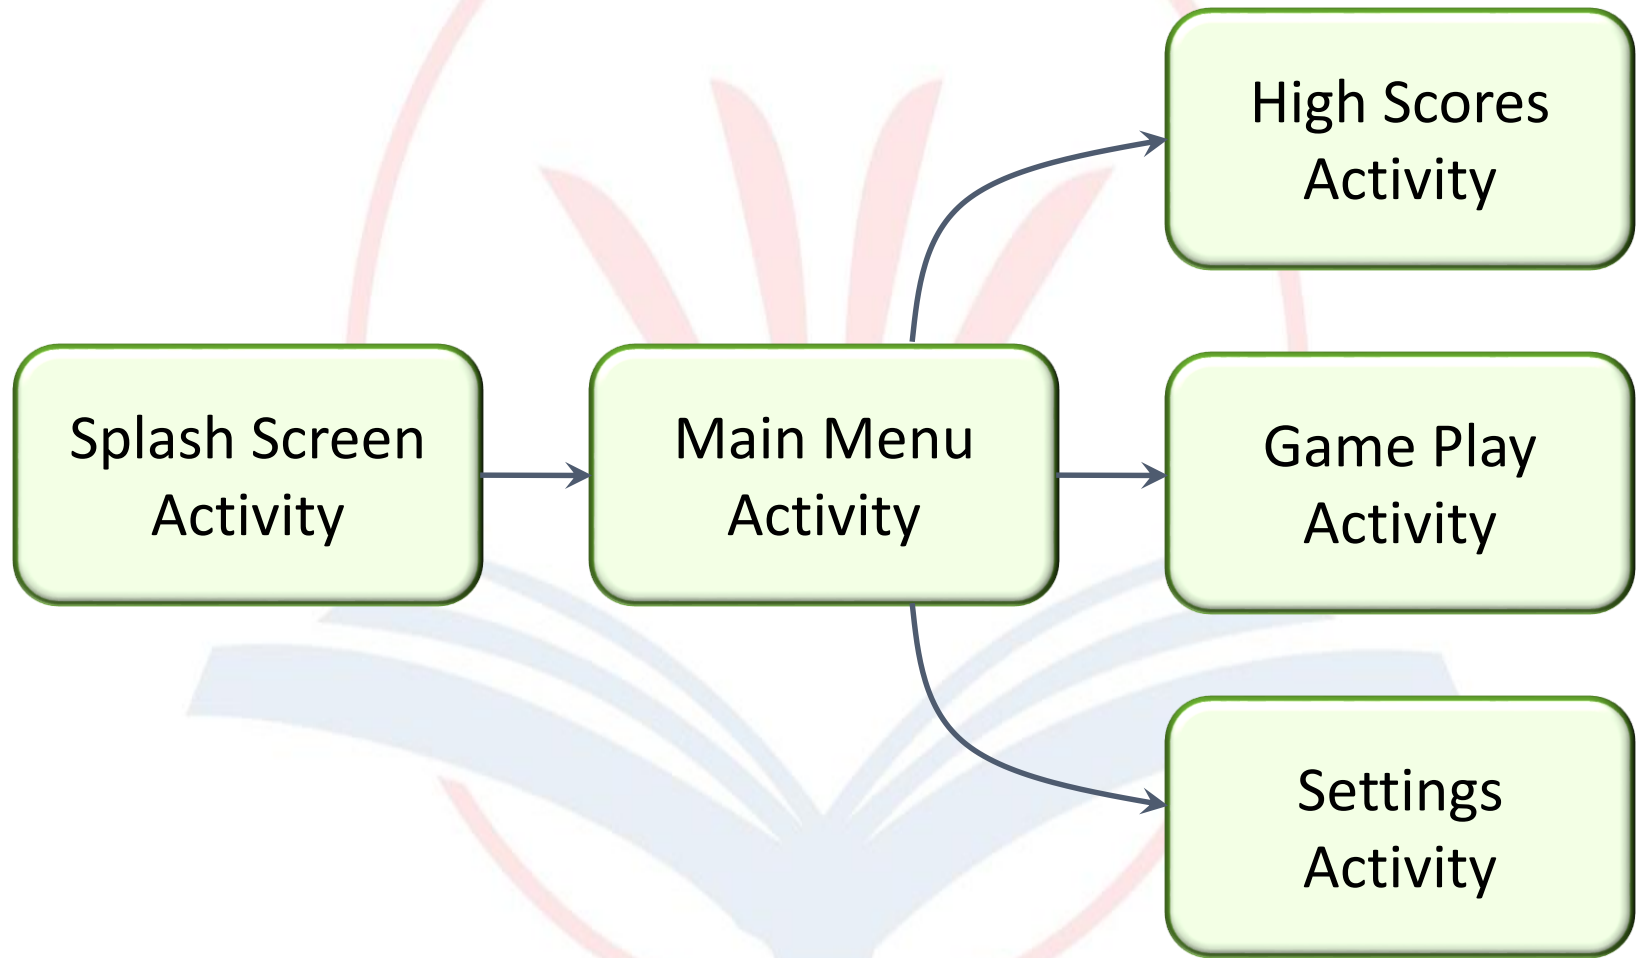 Splash Screen
Activity
Main Menu
Activity
High Scores
Activity
Game Play
Activity
Settings
Activity